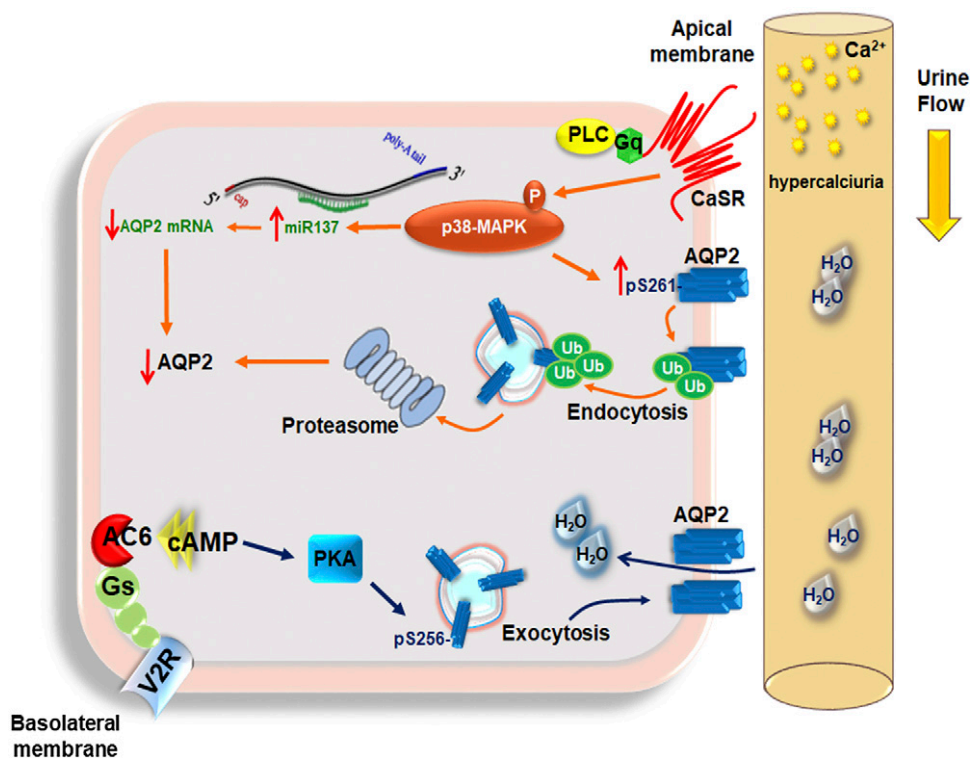 Apical
membrane
Ca²⁺
Urine
Flow
PLC
Gq
hypercalciuria
CaSR
poly-A tail
3'
5'
cap
P
AQP2 mRNA
miR137
p38-MAPK
AQP2
pS261-
H₂O
H₂O
AQP2
Ub
Ub
Ub
Ub
Ub
Endocytosis
Proteasome
H₂O
H₂O
AC6
cAMP
PKA
H₂O
H₂O
AQP2
H₂O
Gs
H₂O
pS256-
Exocytosis
V2R
Basolateral
membrane